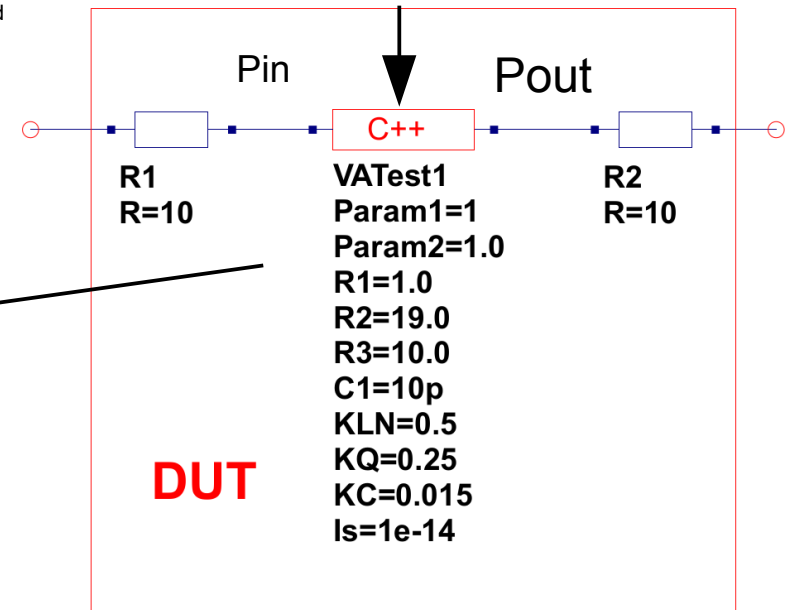 d
Pin
Pout
C++
R1
R=10
VATest1
Param1=1
Param2=1.0
R1=1.0
R2=19.0
R3=10.0
C1=10p
KLN=0.5
KQ=0.25
KC=0.015
Is=1e-14
R2
R=10
DUT